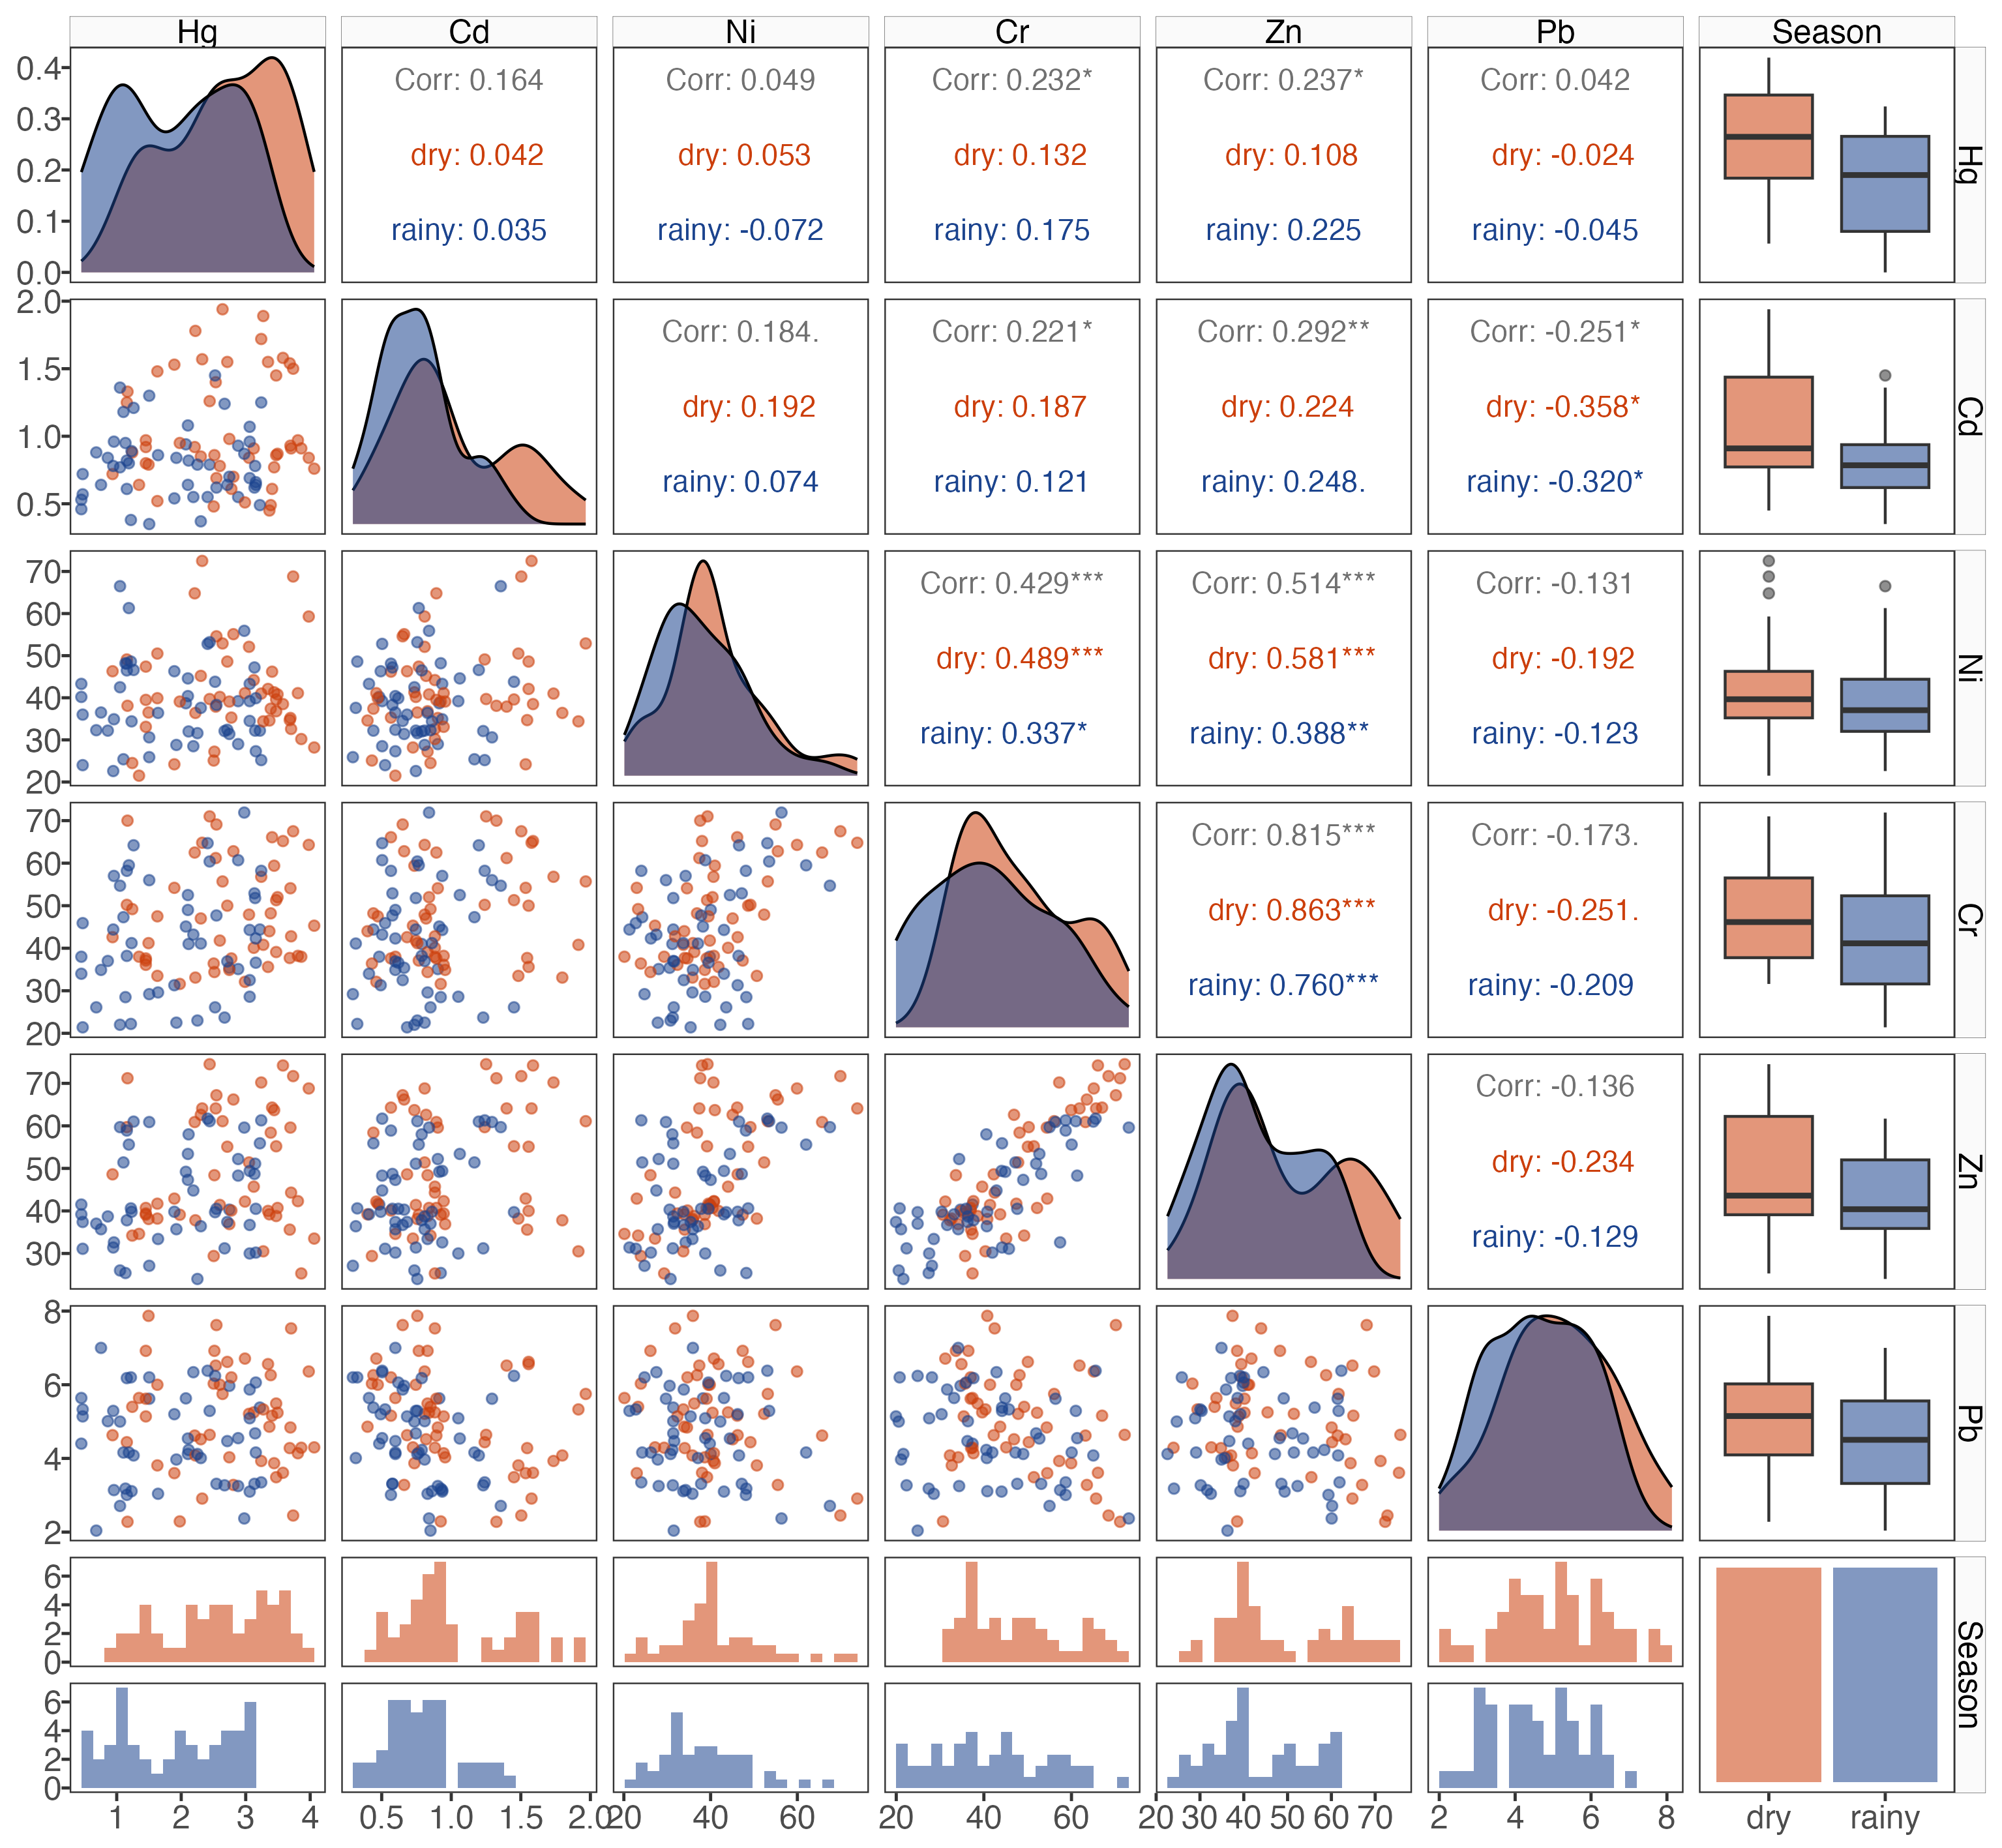 Hg Cd Ni Cr Zn Pb Season
0.4 Corr: 0.164 Corr: 0.049 Corr: 0.232* Corr: 0.237* Corr: 0.042
0.3
0.2 dry: 0.042 dry: 0.053 dry: 0.132 dry: 0.108 dry: -0.024 Hg
0.1 rainy: 0.035 rainy: -0.072 rainy: 0.175 rainy: 0.225 rainy: -0.045
0.0
2.0 Corr: 0.184. Corr: 0.221* Corr: 0.292** Corr: -0.251*
1.5
dry: 0.192 dry: 0.187 dry: 0.224 dry: -0.358* Cd
1.0
0.5 rainy: 0.074 rainy: 0.121 rainy: 0.248. rainy: -0.320*
70 Corr: 0.429*** Corr: 0.514*** Corr: -0.131
60
50 dry: 0.489*** dry: 0.581*** dry: -0.192 Ni
40
30 rainy: 0.337* rainy: 0.388** rainy: -0.123
20
70 Corr: 0.815*** Corr: -0.173.
60
50 dry: 0.863*** dry: -0.251. Cr
40
30 rainy: 0.760*** rainy: -0.209
20
70 Corr: -0.136
60
50 dry: -0.234 Zn
40
30 rainy: -0.129
8
6
4 Pb
2
6
4
2
0 Season
6
4
2
0
1 2 3 4 0.5 1.0 1.5 2.0 20 40 60 20 40 60 20 30 40 50 60 70 2 4 6 8 dry rainy